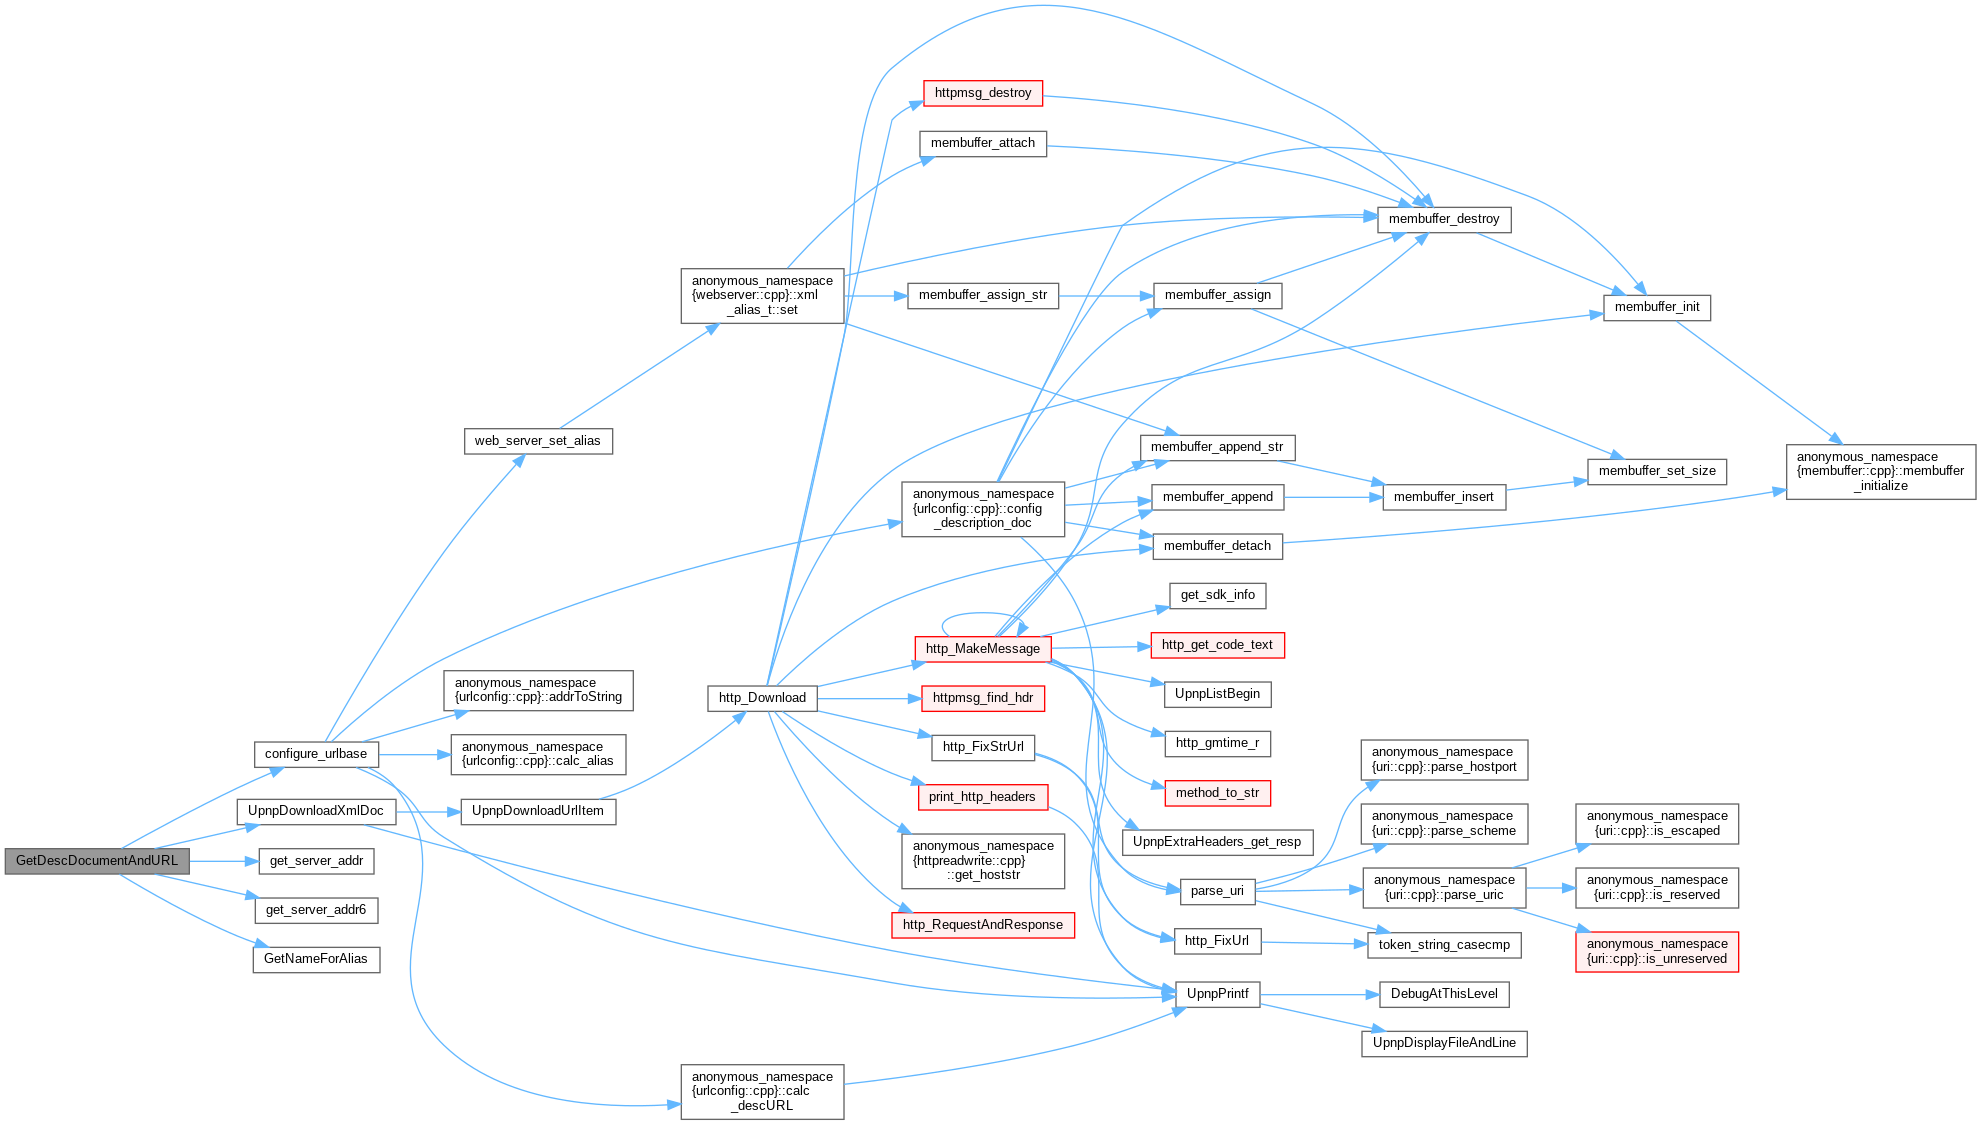 GetDescDocumentAndURL
configure_urlbase
UpnpDownloadXmlDoc
get_server_addr
get_server_addr6
GetNameForAlias
web_server_set_alias
anonymous_namespace
{urlconfig::cpp}::addrToString
anonymous_namespace
{urlconfig::cpp}::calc_alias
UpnpDownloadUrlItem
anonymous_namespace
{webserver::cpp}::xml
_alias_t::set
http_Download
anonymous_namespace
{urlconfig::cpp}::calc
_descURL
httpmsg_destroy
membuffer_attach
membuffer_assign_str
anonymous_namespace
{urlconfig::cpp}::config
_description_doc
http_MakeMessage
httpmsg_find_hdr
http_FixStrUrl
print_http_headers
anonymous_namespace
{httpreadwrite::cpp}
::get_hoststr
http_RequestAndResponse
membuffer_assign
membuffer_append_str
membuffer_append
membuffer_detach
get_sdk_info
http_get_code_text
UpnpListBegin
http_gmtime_r
method_to_str
UpnpExtraHeaders_get_resp
parse_uri
http_FixUrl
UpnpPrintf
membuffer_destroy
membuffer_insert
anonymous_namespace
{uri::cpp}::parse_hostport
anonymous_namespace
{uri::cpp}::parse_scheme
anonymous_namespace
{uri::cpp}::parse_uric
token_string_casecmp
DebugAtThisLevel
UpnpDisplayFileAndLine
membuffer_init
membuffer_set_size
anonymous_namespace
{uri::cpp}::is_escaped
anonymous_namespace
{uri::cpp}::is_reserved
anonymous_namespace
{uri::cpp}::is_unreserved
anonymous_namespace
{membuffer::cpp}::membuffer
_initialize